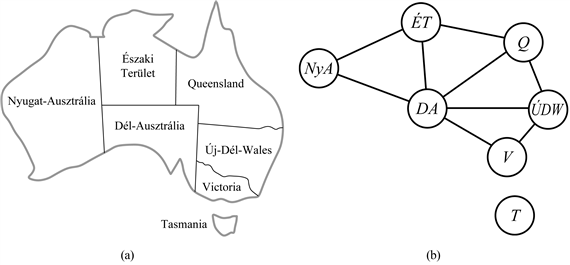 Északi
Terület
Nyugat-Ausztrália
Queensland
Dél-Ausztrália
Új-Dél-Wales
Victoria
Tasmania
(a)
ÉT
Q
NyA
DA
ÚDW
V
T
(b)